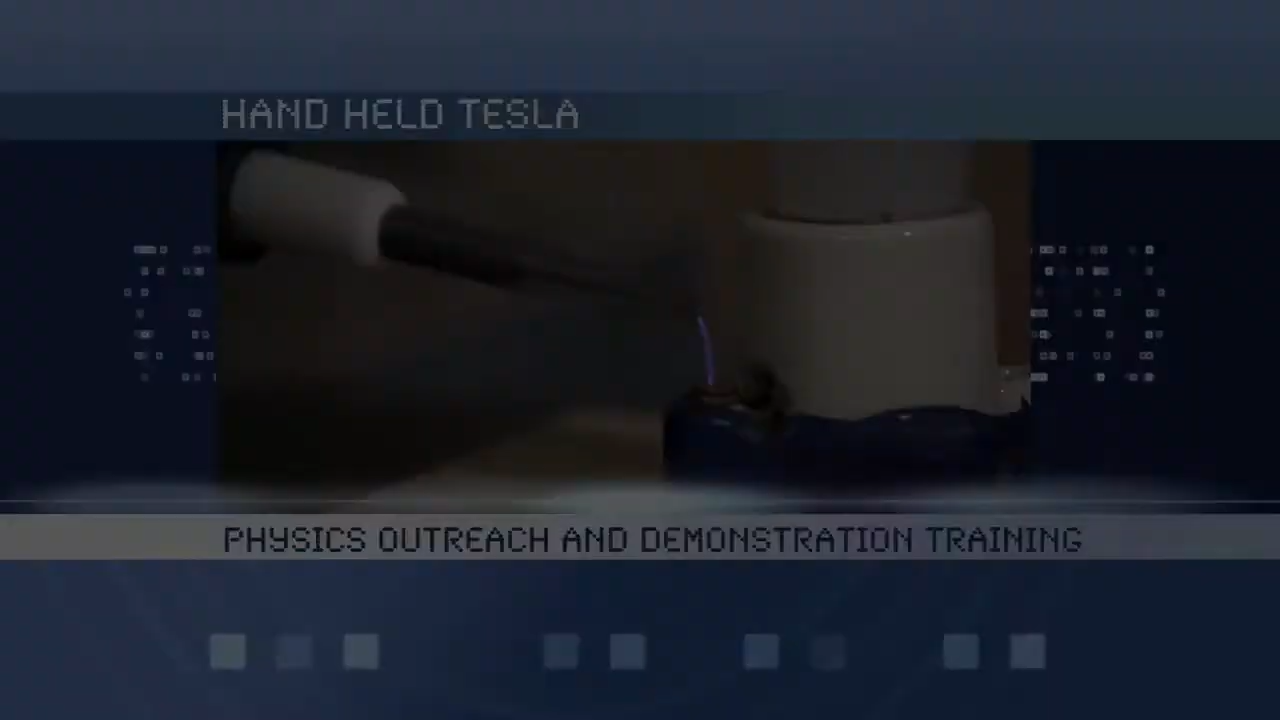 HAND HELD TESLA
PHYSICS OUTREACH AND DEMONSTRATION TRAINING